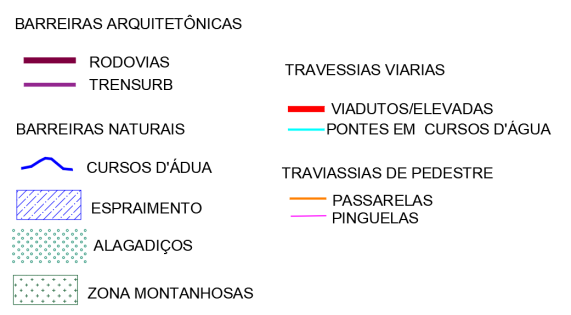 BARREIRAS ARQUITETÔNICAS
RODOVIAS
TRENSURB
BARREIRAS NATURAIS
CURSOS D'ÁDUA
ESPRAIMENTO
ALAGADIÇOS
ZONA MONTANHOSAS
TRAVESSIAS VIARIAS
VIADUTOS/ELEVADAS
PONTES EM CURSOS D'ÁGUA
TRAVIASSIAS DE PEDESTRE
PASSARELAS
PINGUELAS